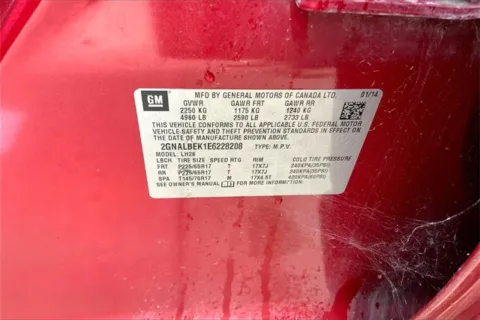 GM
MFD BY GENERAL MOTORS OF CANADA LTD. 01/14
GVWR GAWR FRT GAWR RR
2250 KG 1175 KG 1240 KG
4960 LB 2590 LB 2733 LB
THIS VEHICLE CONFORMS TO ALL APPLICABLE U.S. FEDERAL MOTOR
VEHICLE SAFETY AND THEFT PREVENTION STANDARDS IN EFFECT ON
THE DATE OF MANUFACTURE SHOWN ABOVE.
2GNALBEK1E6228208 TYPE: M.P.V.
MODEL: LH26
LBJ TIRE SIZE SPEED RTG RIM COLD TIRE PRESSURE
FRT P225/65R17 T 17X7J 240KPA(35PSI)
RR P225/65R17 T 17X7J 240KPA(35PSI)
SPA T145/70R17 M 17X4.5T 420KPA(60PSI)
SEE OWNER'S MANUAL FOR MORE INFORMATION.